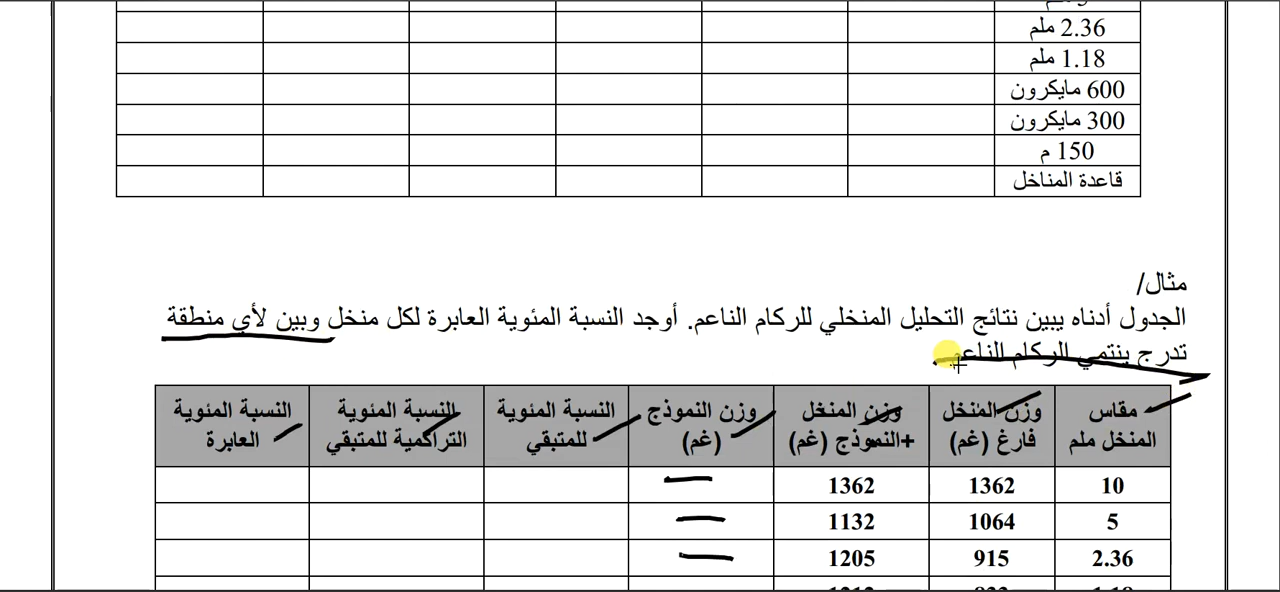 2.36 ملم
1.18 ملم
600 مايكرون
300 مايكرون
150 م
قاعدة المناخل
مثال/
الجدول أدناه يبين نتائج التحليل المنخلي للركام الناعم. أوجد النسبة المئوية العابرة لكل منخل وبين لأي منطقة
تدرج ينتمي الركام الناعم.
مقاس المنخل ملم
وزن المنخل فارغ (غم)
وزن المنخل +النموذج (غم)
وزن النموذج (غم)
النسبة المئوية للمتبقي
النسبة المئوية التراكمية للمتبقي
النسبة المئوية العابرة
10 1362 1362
5 1064 1132
2.36 915 1205